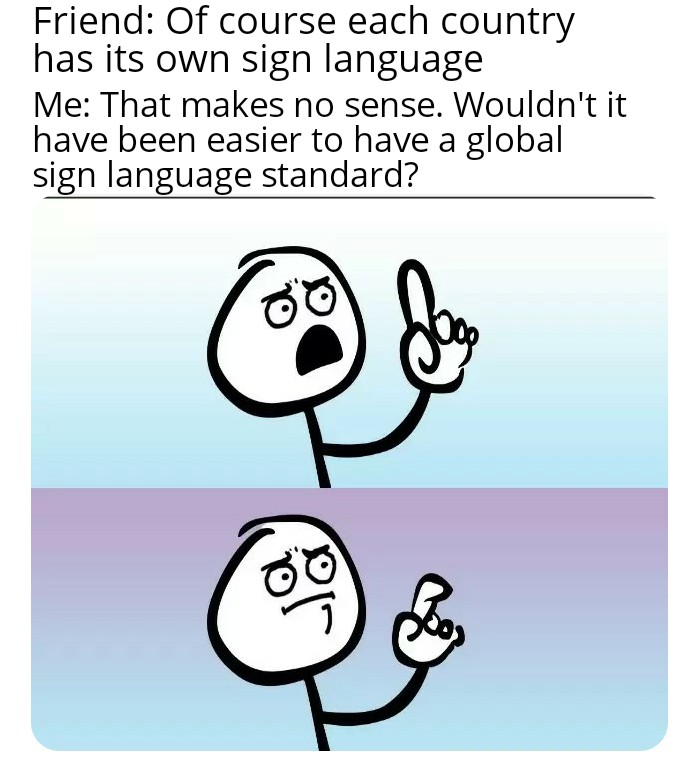 Friend: Of course each country
has its own sign language
Me: That makes no sense. Wouldn't it
have been easier to have a global
sign language standard?